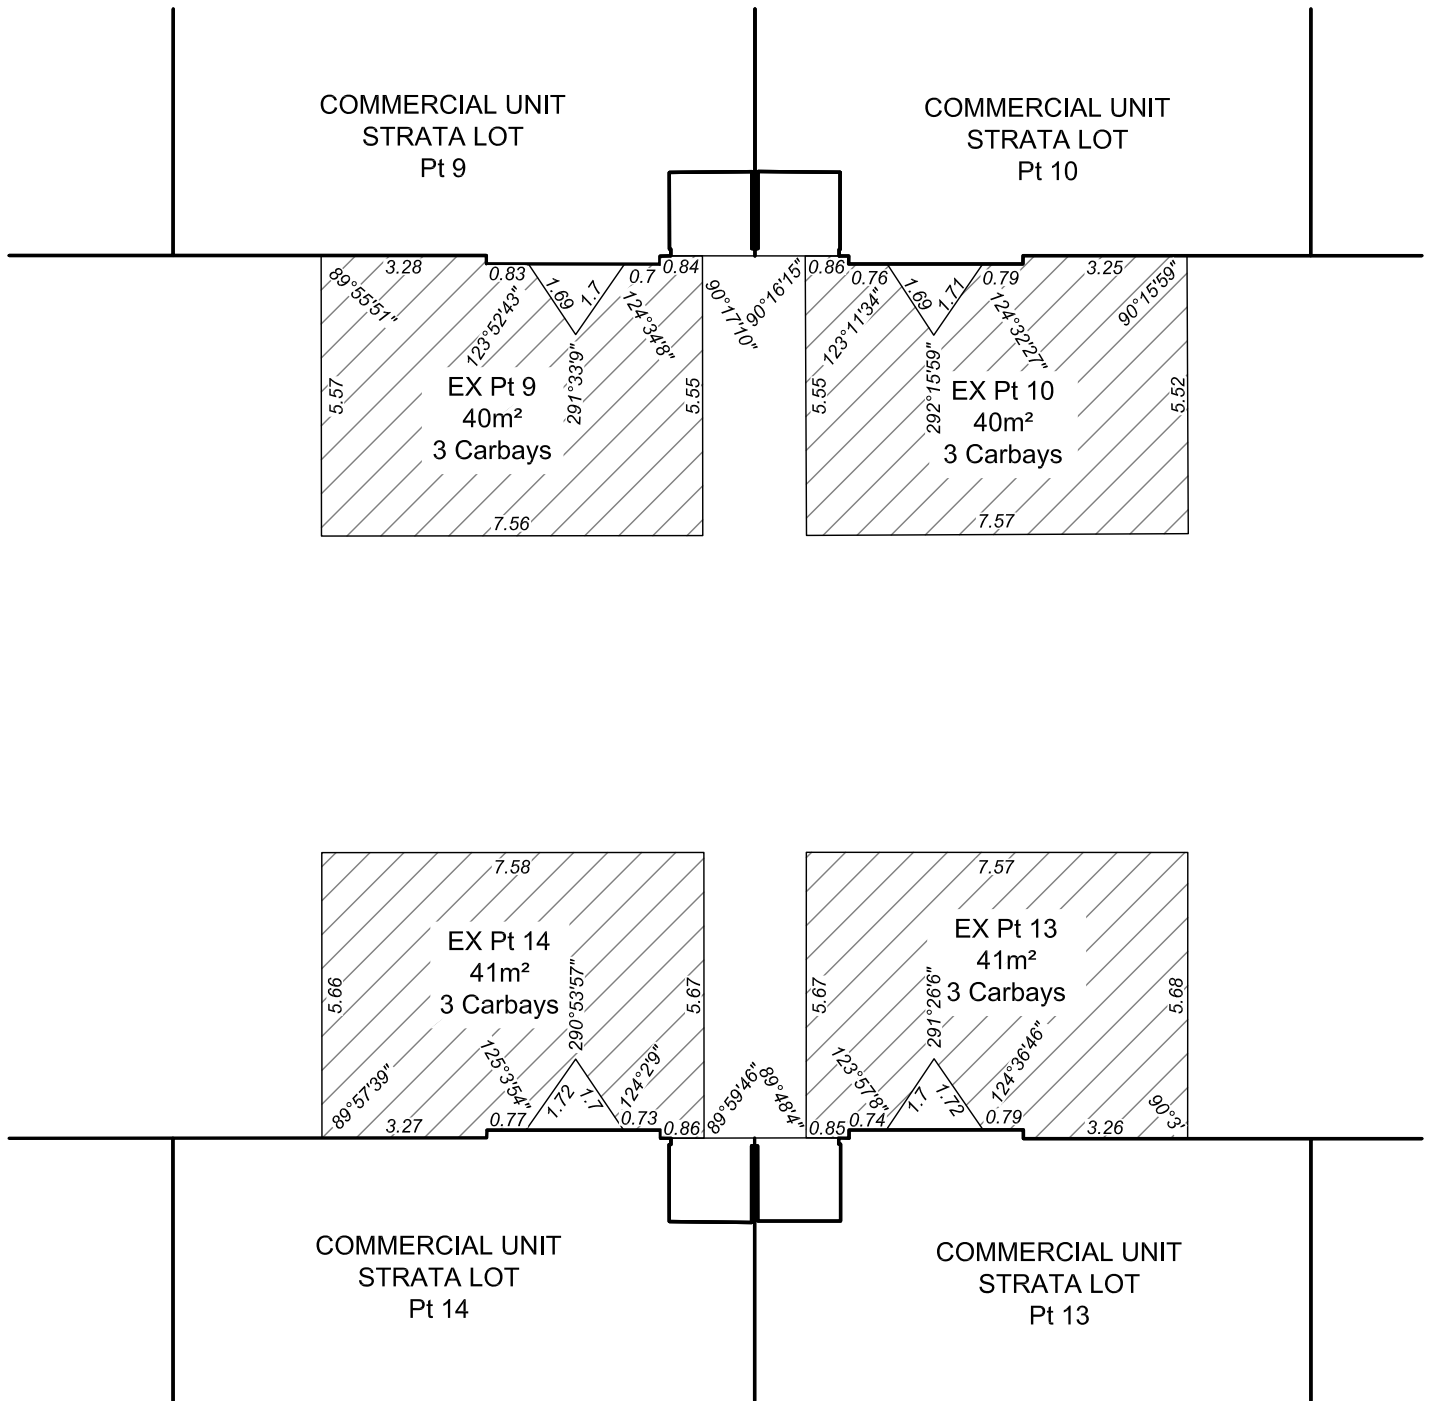 COMMERCIAL UNIT
STRATA LOT
Pt 9
COMMERCIAL UNIT
STRATA LOT
Pt 10
3.28
0.83
0.7
0.84
89°55'51"
123°52'43"
1.69
1.7
124°34'8"
90°17'10"
291°33'9"
5.57
EX Pt 9
40m²
3 Carbays
5.55
7.56
90°16'15"
0.86
0.76
0.79
3.25
123°11'34"
1.69
1.71
124°32'27"
90°15'59"
292°15'59"
5.55
EX Pt 10
40m²
3 Carbays
5.52
7.57
7.58
EX Pt 14
41m²
3 Carbays
5.66
290°53'57"
5.67
89°57'39"
125°3'54"
124°2'9"
89°59'46"
3.27
0.77
1.72
1.7
0.73
0.86
7.57
EX Pt 13
41m²
3 Carbays
5.67
291°26'6"
5.68
89°48'4"
123°57'8"
124°36'46"
90°3'
0.85
0.74
1.7
1.72
0.79
3.26
COMMERCIAL UNIT
STRATA LOT
Pt 14
COMMERCIAL UNIT
STRATA LOT
Pt 13